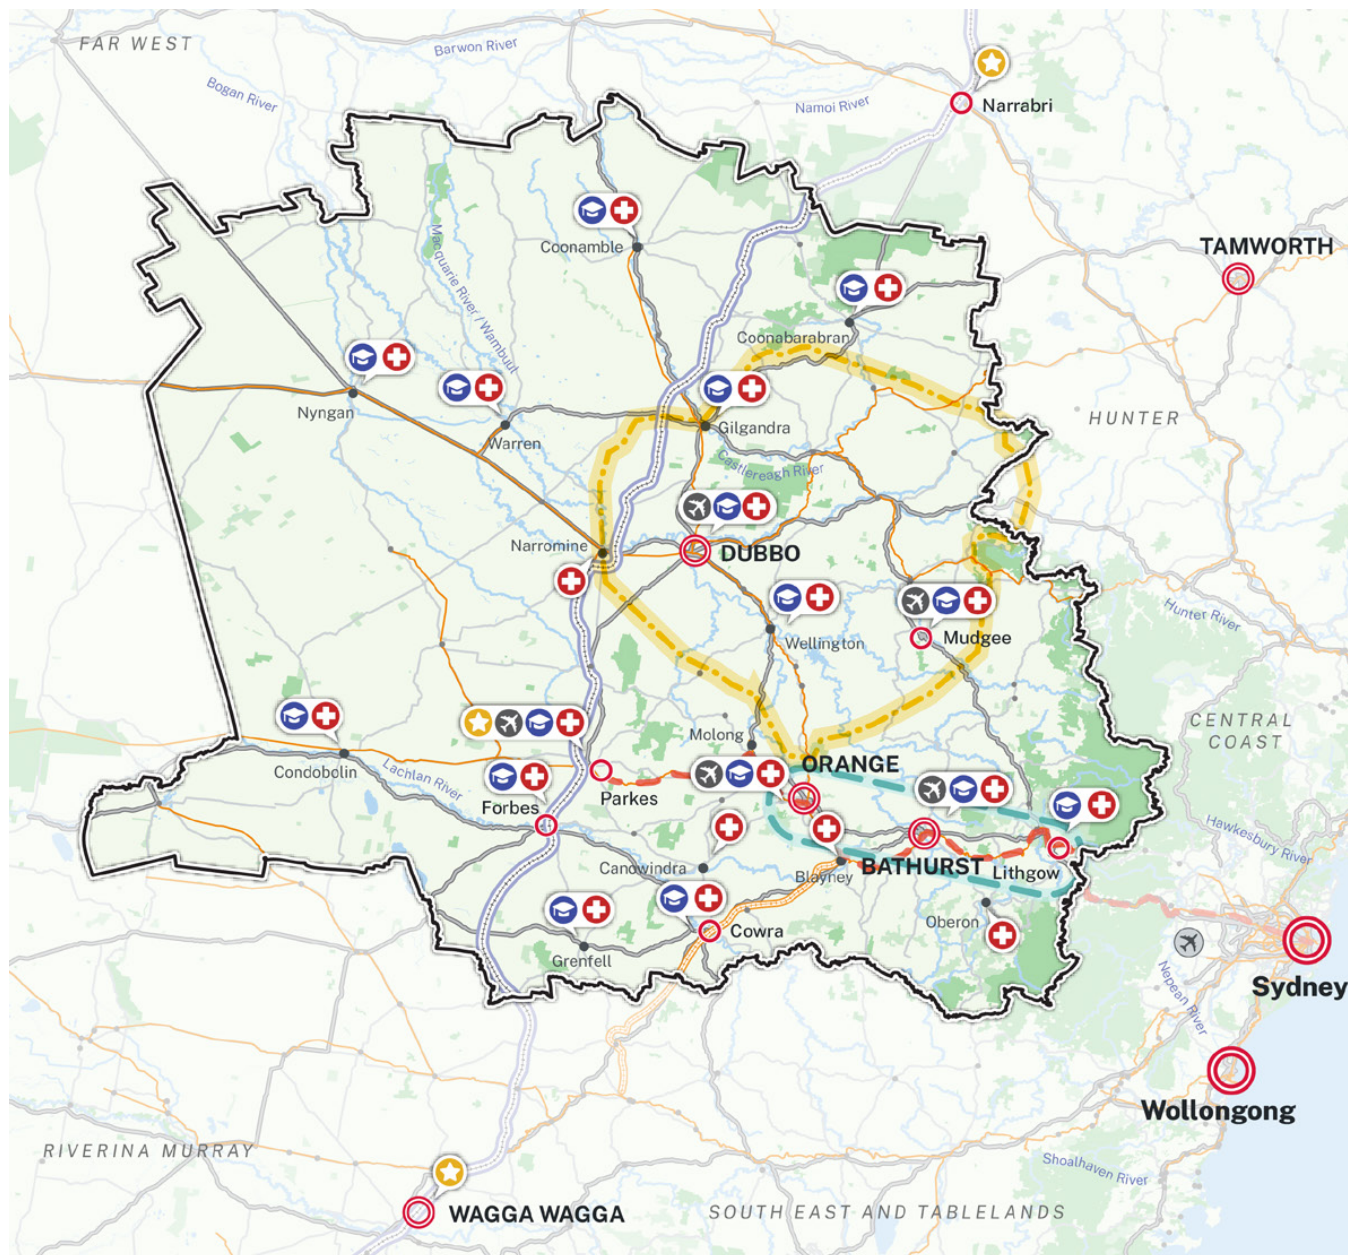 FAR WEST
Barwon River
Bogan River
Namoi River
Narrabri
Macquarie River / Wambuul
Coonamble
TAMWORTH
Coonabarabran
Nyngan
Warren
Gilgandra
HUNTER
Castlereagh River
Narromine
DUBBO
Hunter River
Wellington
Mudgee
CENTRAL
COAST
Molong
Condobolin
Lachlan River
ORANGE
Forbes
Parkes
Hawkesbury River
Canowindra
Blayney
BATHURST
Lithgow
Oberon
Cowra
Grenfell
Nepean River
Sydney
Wollongong
RIVERINA MURRAY
Shoalhaven River
WAGGA WAGGA
SOUTH EAST AND TABLELANDS